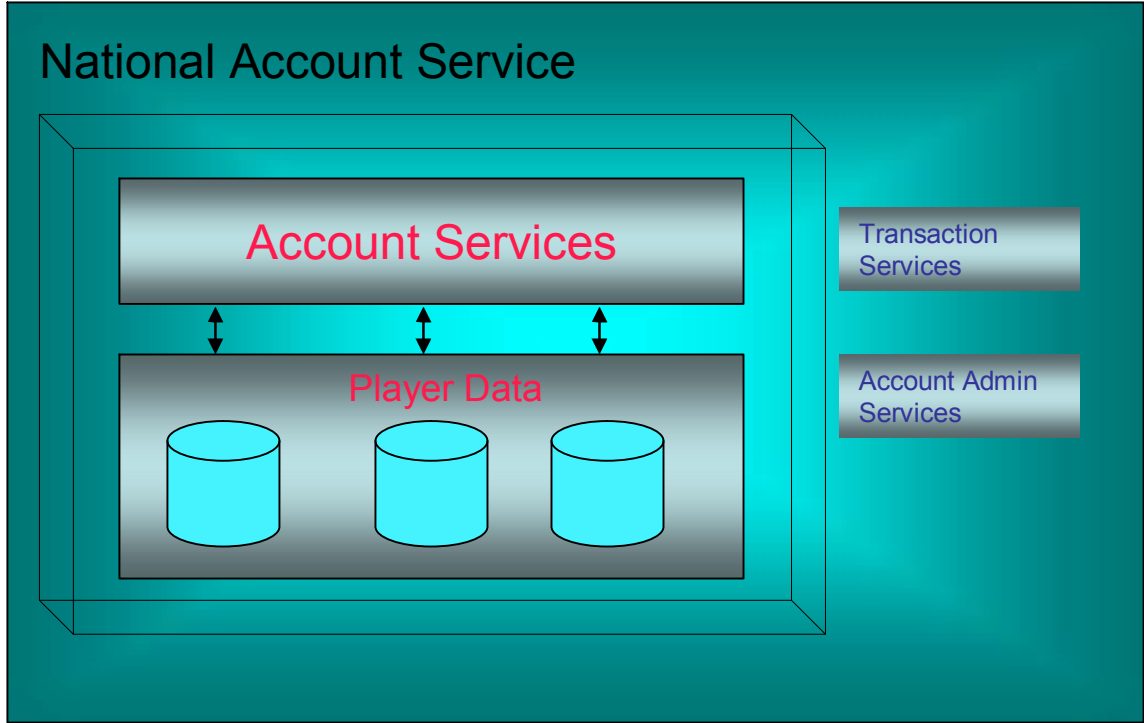 National Account Service
Account Services
Transaction
Services
Player Data
Account Admin
Services